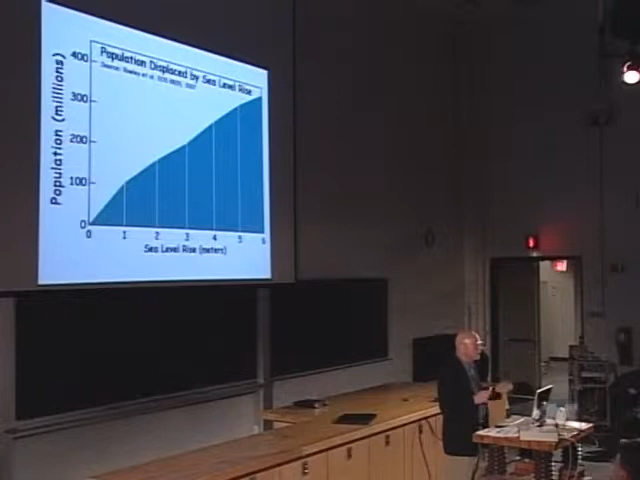 Population Displaced by Sea Level Rise
Population (millions)
400
300
200
100
0
0 1 2 3 4 5 6
Sea Level Rise (meters)